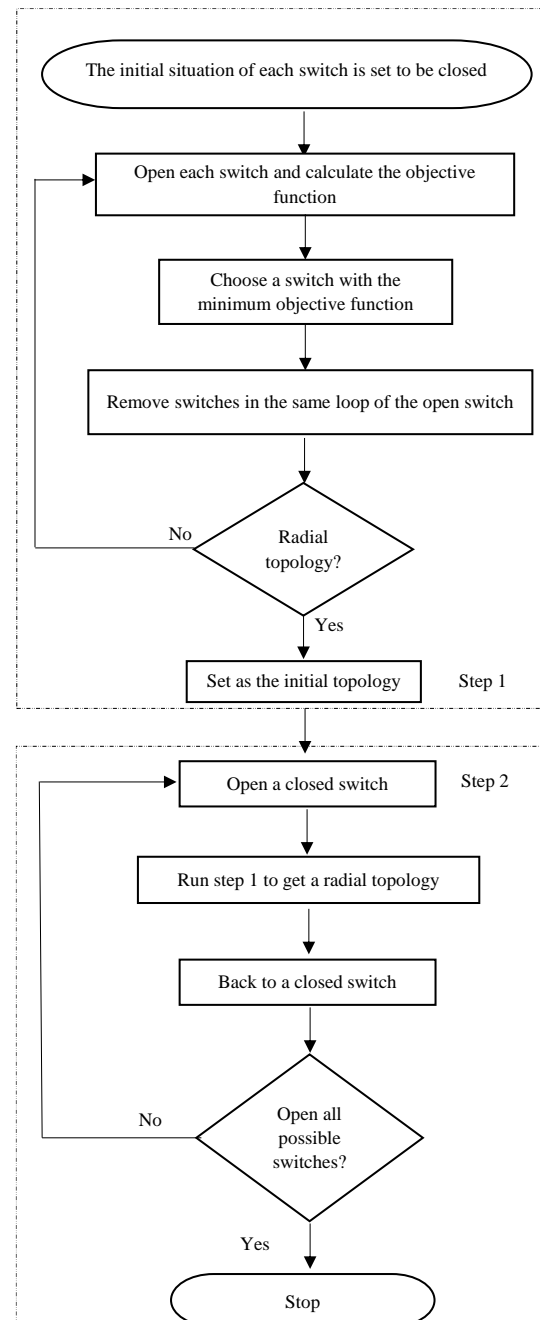 The initial situation of each switch is set to be closed
Open each switch and calculate the objective
function
Choose a switch with the
minimum objective function
Remove switches in the same loop of the open switch
Radial
topology?
No
Yes
Set as the initial topology
Step 1
Open a closed switch
Step 2
Run step 1 to get a radial topology
Back to a closed switch
Open all
possible
switches?
No
Yes
Stop